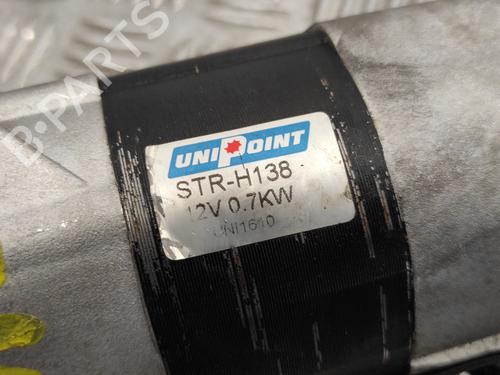 B-PARTS
UNIPOINT
STR-H138
12V 0.7KW
UNI1610